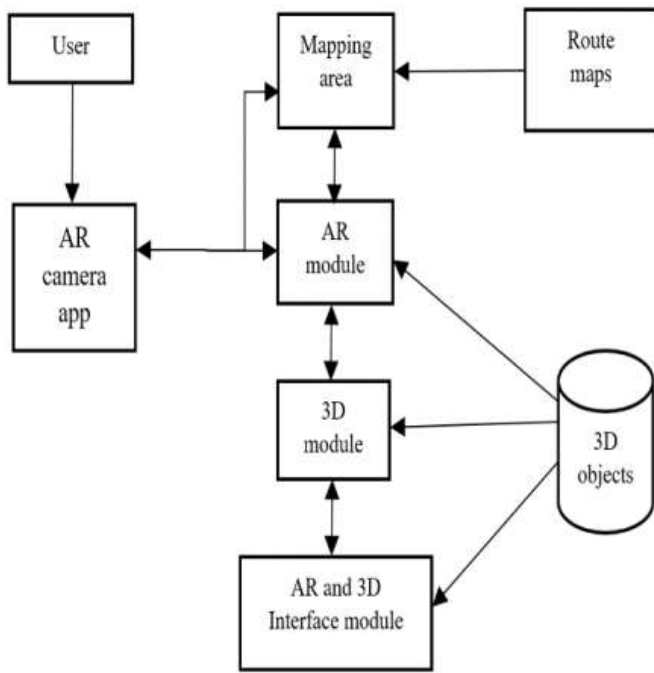 User
Mapping
area
Route
maps
AR
camera
app
AR
module
3D
module
3D
objects
AR and 3D
Interface module